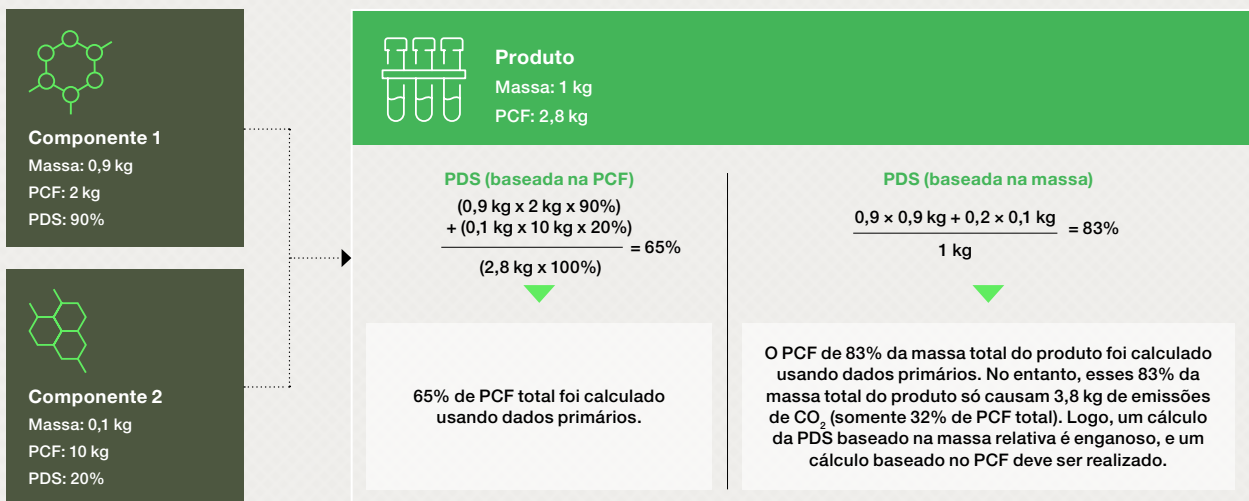 Componente 1
Massa: 0,9 kg
PCF: 2 kg
PDS: 90%
Componente 2
Massa: 0,1 kg
PCF: 10 kg
PDS: 20%
Produto
Massa: 1 kg
PCF: 2,8 kg
PDS (baseada na PCF)
(0,9 kg x 2 kg x 90%)
+ (0,1 kg x 10 kg x 20%)
= 65%
(2,8 kg x 100%)
65% de PCF total foi calculado
usando dados primários.
PDS (baseada na massa)
0,9 × 0,9 kg + 0,2 × 0,1 kg
= 83%
1 kg
O PCF de 83% da massa total do produto foi calculado
usando dados primários. No entanto, esses 83% da
massa total do produto só causam 3,8 kg de emissões
de CO₂ (somente 32% de PCF total). Logo, um cálculo
da PDS baseado na massa relativa é enganoso, e um
cálculo baseado no PCF deve ser realizado.